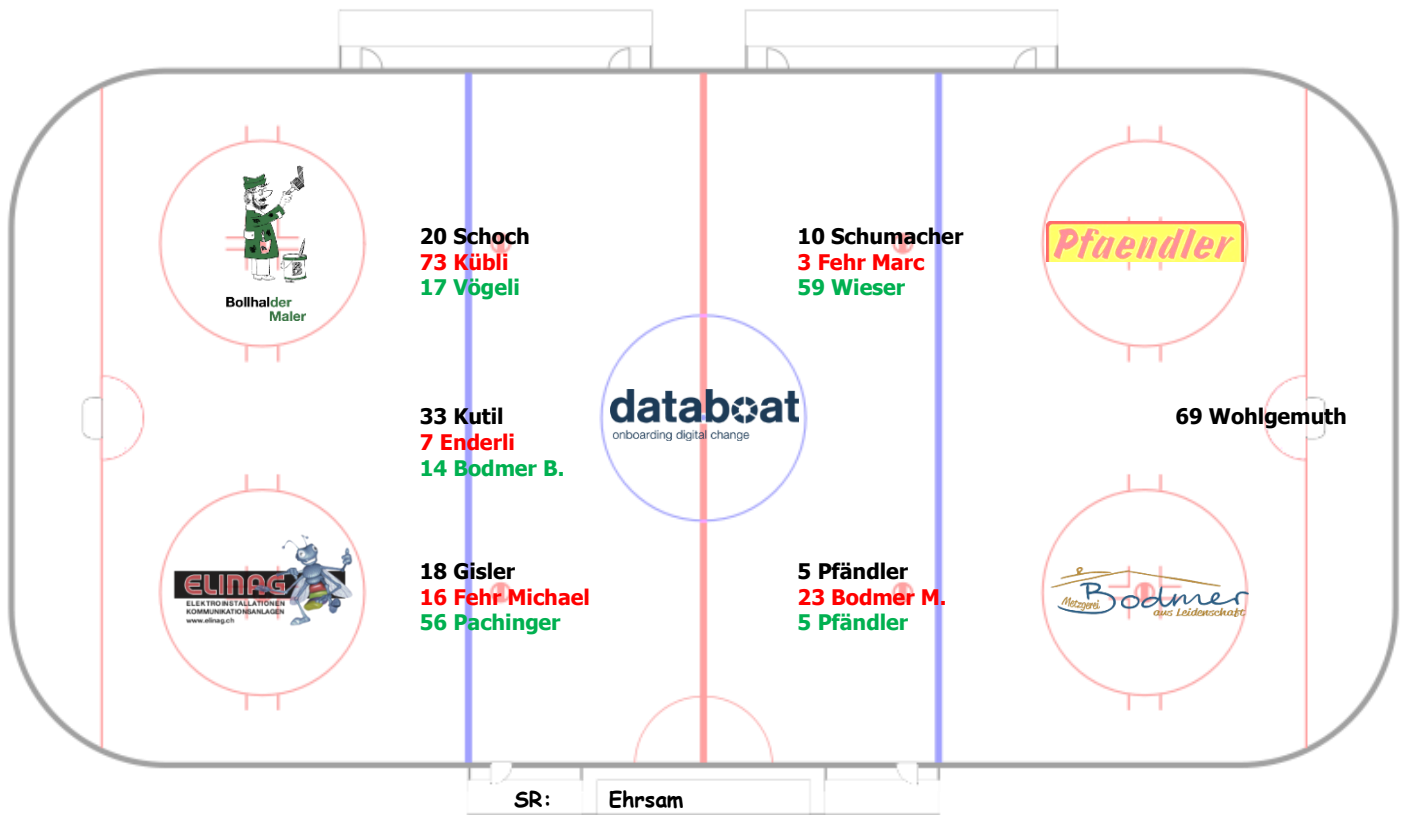 20 Schoch
73 Kübli
17 Vögeli
10 Schumacher
3 Fehr Marc
59 Wieser
Pfaendler
Bollhalder
Maler
33 Kutil
7 Enderli
14 Bodmer B.
databoat
onboarding digital change
69 Wohlgemuth
ELINAG
ELEKTROINSTALLATIONEN
KOMMUNIKATIONSANLAGEN
www.elinag.ch
18 Gisler
16 Fehr Michael
56 Pachinger
5 Pfändler
23 Bodmer M.
5 Pfändler
Metzgerei Bodmer
aus Leidenschaft
SR: Ehrsam